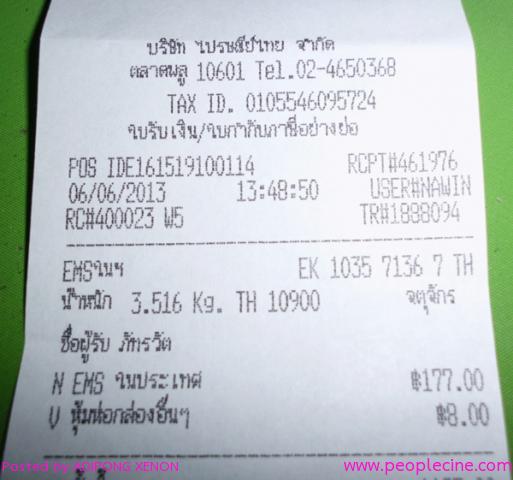 บริษัท ไปรษณีย์ไทย จำกัด
ตลาดพลู 10601 Tel.02-4650368
TAX ID. 0105546095724
ใบรับเงิน/ใบกำกับภาษีอย่างย่อ
POS IDE161519100114 RCPT#461976
06/06/2013 13:48:50 USER#NAWIN
RC#400023 W5 TR#1888094
EMSในฯ EK 1035 7136 7 TH
น้ำหนัก 3.516 Kg. TH 10900 จตุจักร
ชื่อผู้รับ ภัทรวัต
N EMS ในประเทศ ฿177.00
V หุ้มห่อกล่องอื่นๆ ฿8.00
Posted by ADIPONG XENON www.peoplecine.com